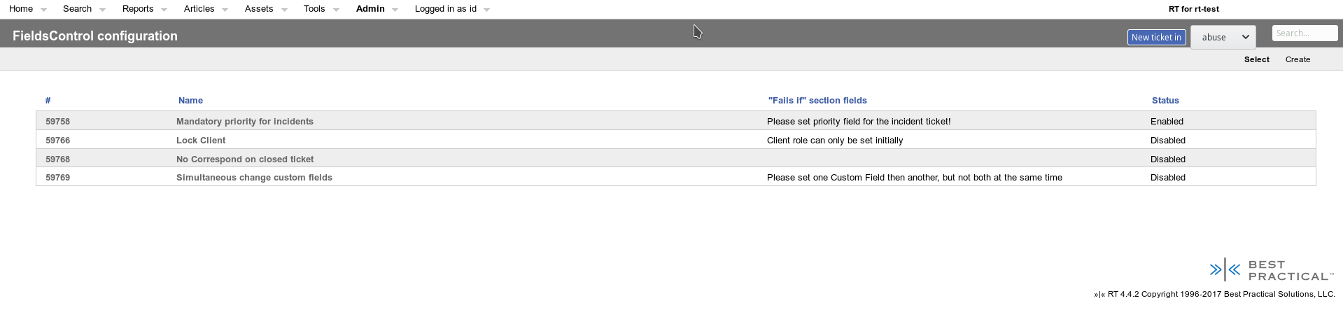 Home Search Reports Articles Assets Tools Admin Logged in as id RT for rt-test
FieldsControl configuration New ticket in abuse Search...
Select Create
# Name "Fails if" section fields Status
59758 Mandatory priority for incidents Please set priority field for the incident ticket! Enabled
59766 Lock Client Client role can only be set initially Disabled
59768 No Correspond on closed ticket Disabled
59769 Simultaneous change custom fields Please set one Custom Field then another, but not both at the same time Disabled
BEST
PRACTICAL™
»|« RT 4.4.2 Copyright 1996-2017 Best Practical Solutions, LLC.